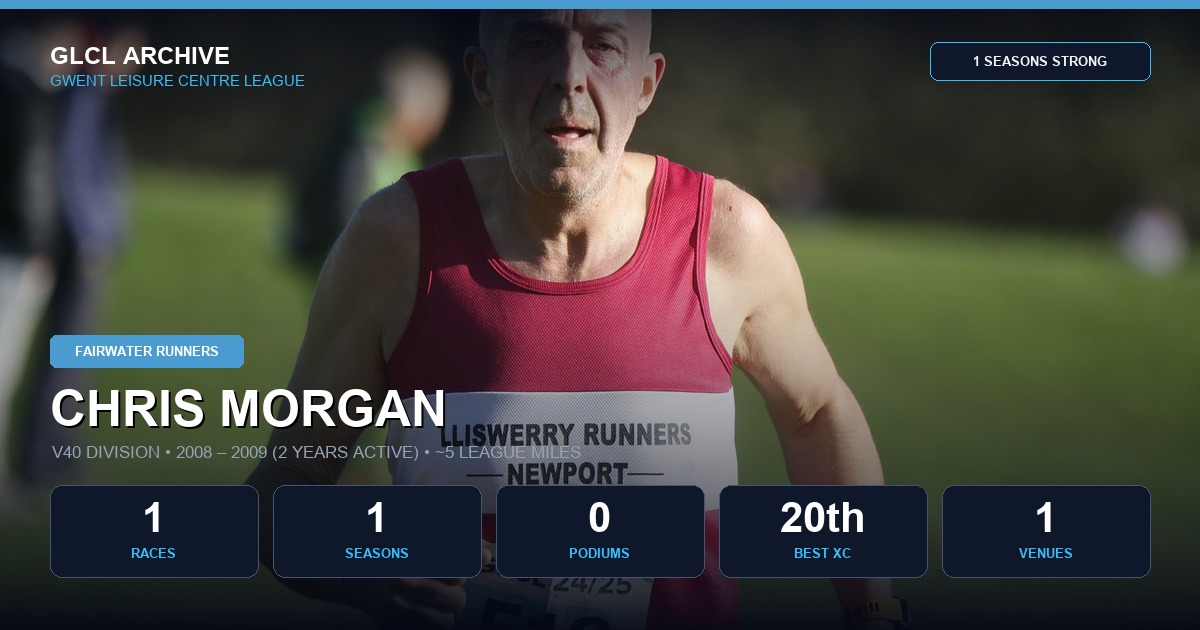 GLCL ARCHIVE
GWENT LEISURE CENTRE LEAGUE
1 SEASONS STRONG
FAIRWATER RUNNERS
CHRIS MORGAN
LLISWERRY RUNNERS
V40 DIVISION • 2008 – 2009 (2 YEARS ACTIVE) • ~5 LEAGUE MILES
NEWPORT
1
RACES
1
SEASONS
0
PODIUMS
20th
BEST XC
1
VENUES
24/25